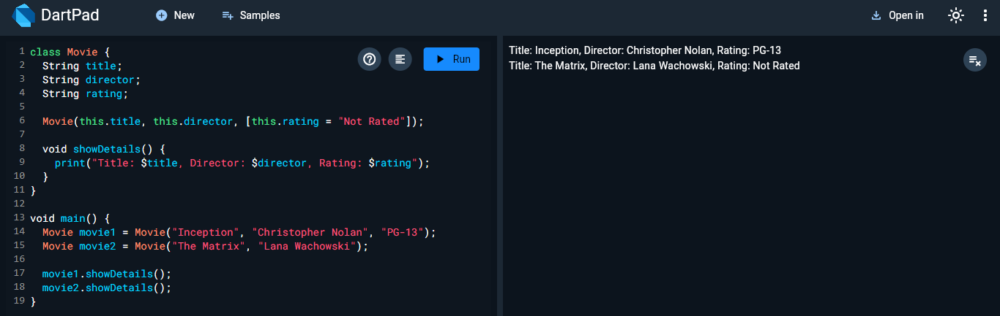 DartPad
New
Samples
Open in
Run
1 class Movie {
2   String title;
3   String director;
4   String rating;
5
6   Movie(this.title, this.director, [this.rating = "Not Rated"]);
7
8   void showDetails() {
9     print("Title: $title, Director: $director, Rating: $rating");
10   }
11 }
12
13 void main() {
14   Movie movie1 = Movie("Inception", "Christopher Nolan", "PG-13");
15   Movie movie2 = Movie("The Matrix", "Lana Wachowski");
16
17   movie1.showDetails();
18   movie2.showDetails();
19 }
Title: Inception, Director: Christopher Nolan, Rating: PG-13
Title: The Matrix, Director: Lana Wachowski, Rating: Not Rated